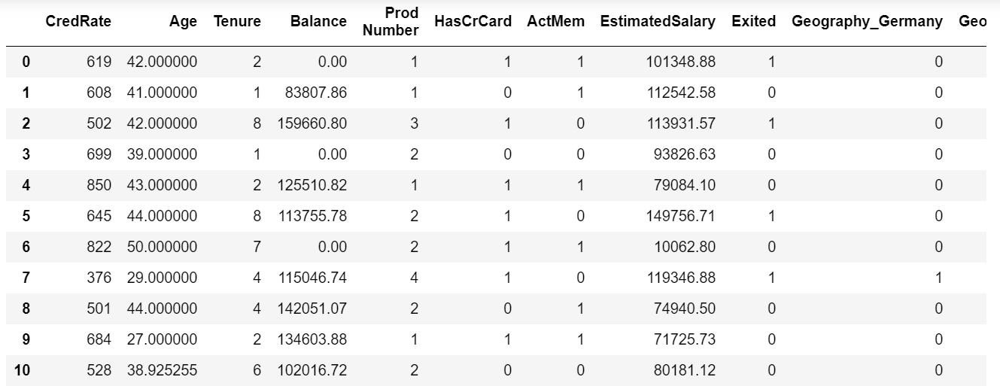 CredRate Age Tenure Balance Prod Number HasCrCard ActMem EstimatedSalary Exited Geography_Germany Geo
0 619 42.000000 2 0.00 1 1 1 101348.88 1 0
1 608 41.000000 1 83807.86 1 0 1 112542.58 0 0
2 502 42.000000 8 159660.80 3 1 0 113931.57 1 0
3 699 39.000000 1 0.00 2 0 0 93826.63 0 0
4 850 43.000000 2 125510.82 1 1 1 79084.10 0 0
5 645 44.000000 8 113755.78 2 1 0 149756.71 1 0
6 822 50.000000 7 0.00 2 1 1 10062.80 0 0
7 376 29.000000 4 115046.74 4 1 0 119346.88 1 1
8 501 44.000000 4 142051.07 2 0 1 74940.50 0 0
9 684 27.000000 2 134603.88 1 1 1 71725.73 0 0
10 528 38.925255 6 102016.72 2 0 0 80181.12 0 0